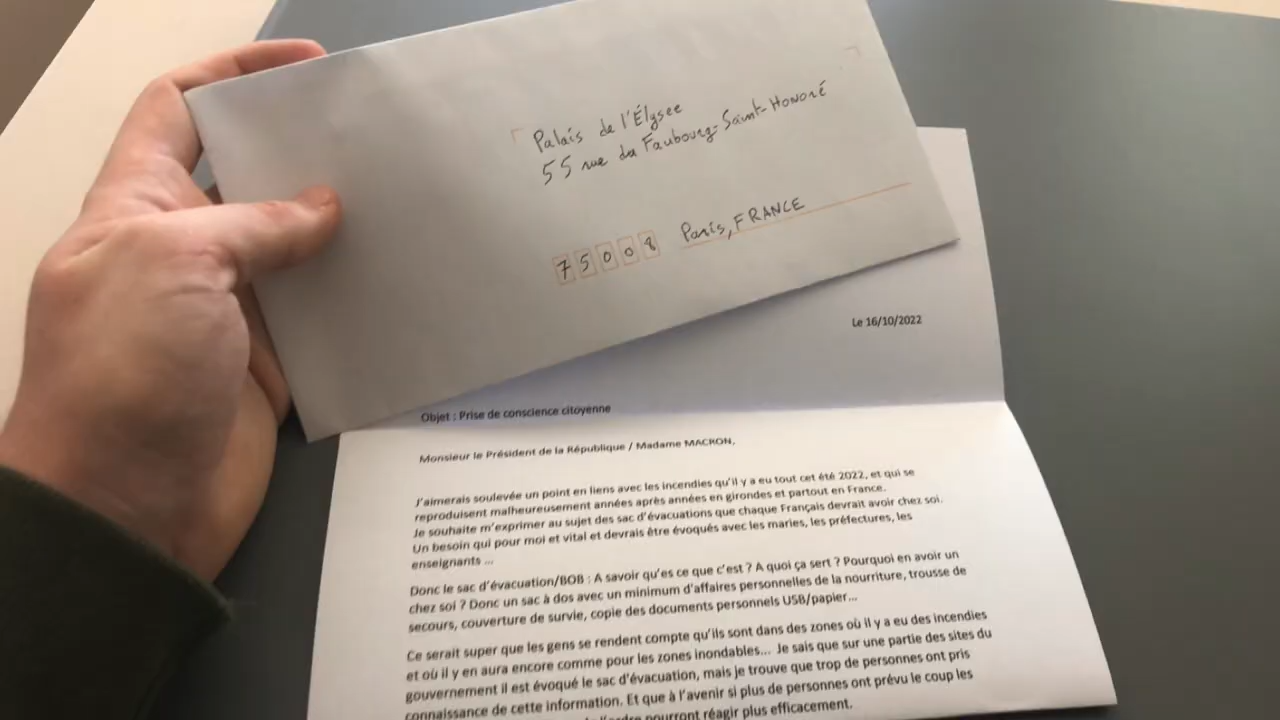 Palais de l'Élysee
55 rue du Faubourg-Saint-Honoré
75008 Paris, FRANCE
Le 16/10/2022
Objet : Prise de conscience citoyenne
Monsieur le Président de la République / Madame MACRON,
J'aimerais soulevée un point en liens avec les incendies qu'il y a eu tout cet été 2022, et qui se
reproduisent malheureusement années après années en girondes et partout en France.
Je souhaite m'exprimer au sujet des sac d'évacuations que chaque Français devrait avoir chez soi.
Un besoin qui pour moi et vital et devrais être évoqués avec les maries, les préfectures, les
enseignants ...
Donc le sac d'évacuation/BOB : A savoir qu'es ce que c'est ? A quoi ça sert ? Pourquoi en avoir un
chez soi ? Donc un sac à dos avec un minimum d'affaires personnelles de la nourriture, trousse de
secours, couverture de survie, copie des documents personnels USB/papier...
Ce serait super que les gens se rendent compte qu'ils sont dans des zones où il y a eu des incendies
et où il y en aura encore comme pour les zones inondables... Je sais que sur une partie des sites du
gouvernement il est évoqué le sac d'évacuation, mais je trouve que trop de personnes ont pris
connaissance de cette information. Et que à l'avenir si plus de personnes ont prévu le coup les
pourront réagir plus efficacement.